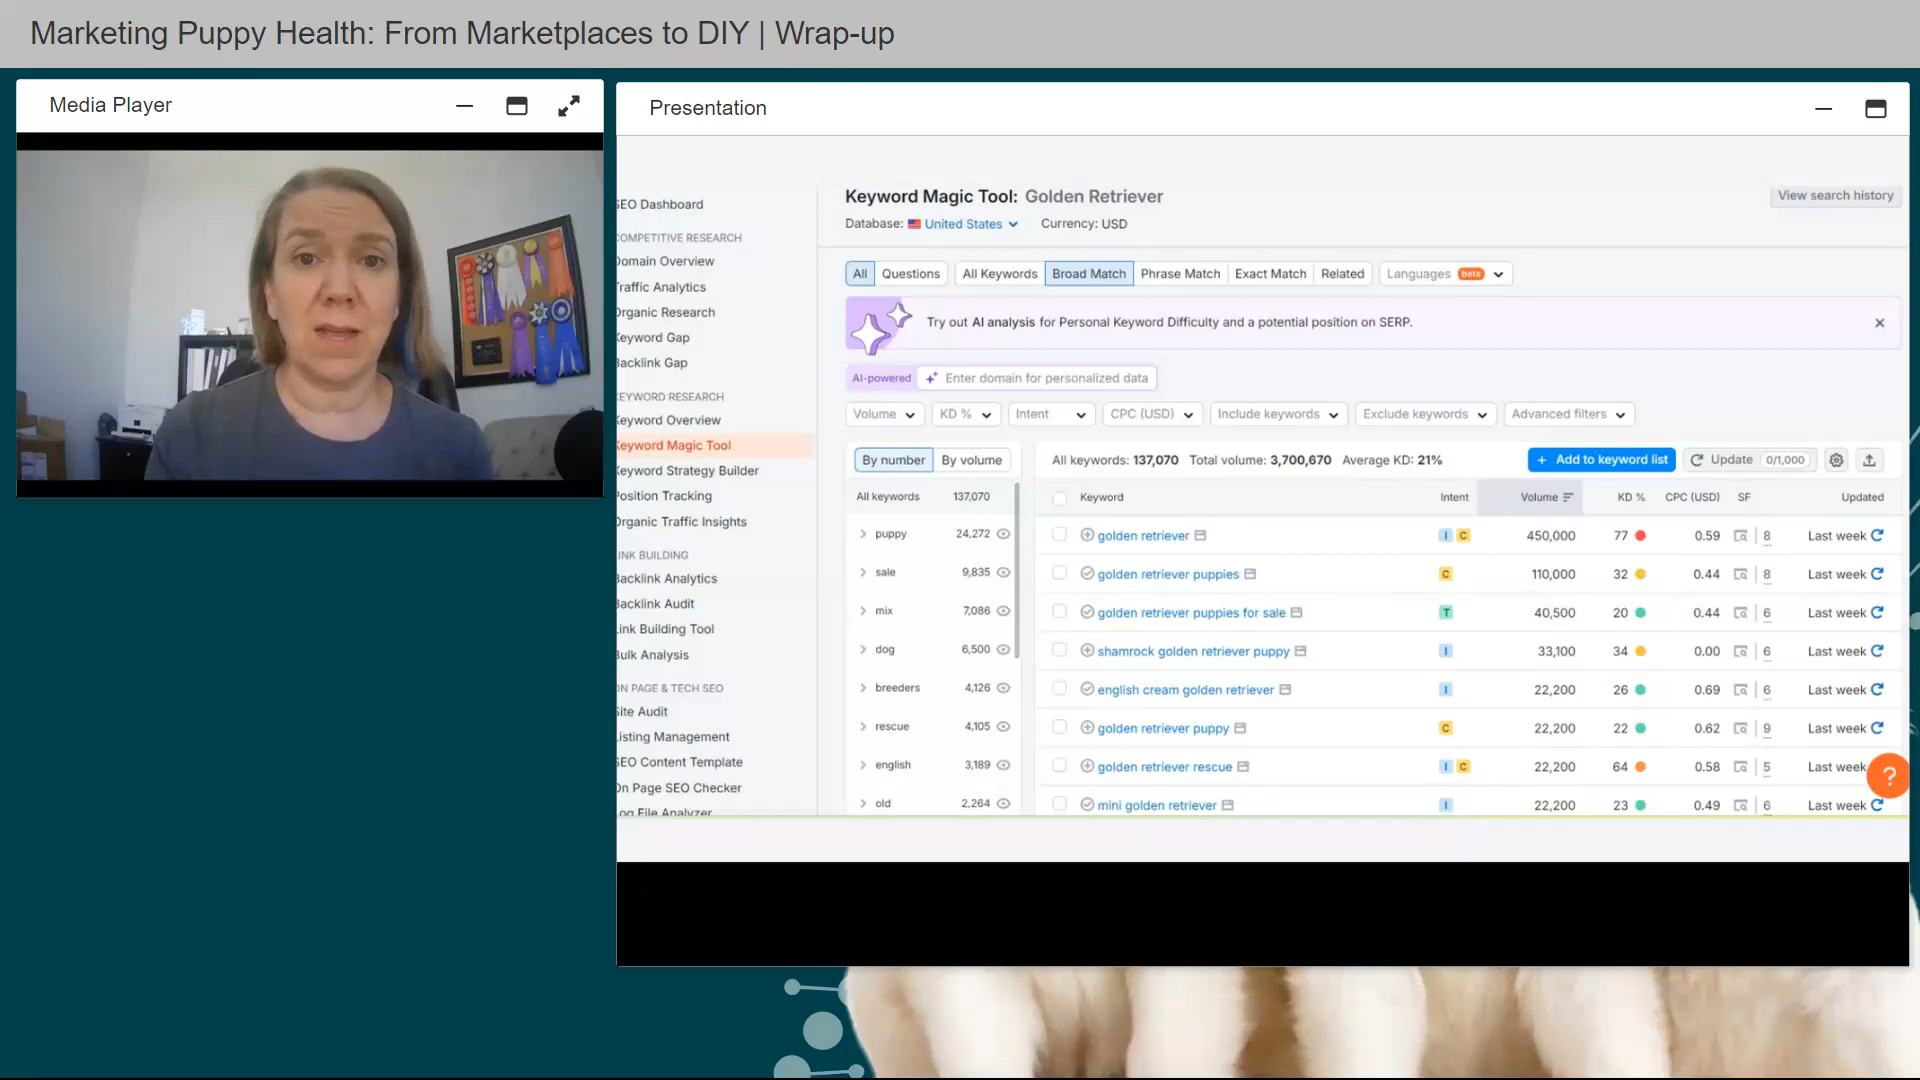 Marketing Puppy Health: From Marketplaces to DIY | Wrap-up
Media Player
Presentation
SEO Dashboard
COMPETITIVE RESEARCH
Domain Overview
Traffic Analytics
Organic Research
Keyword Gap
Backlink Gap
KEYWORD RESEARCH
Keyword Overview
Keyword Magic Tool
Keyword Strategy Builder
Position Tracking
Organic Traffic Insights
LINK BUILDING
Backlink Analytics
Backlink Audit
Link Building Tool
Bulk Analysis
ON PAGE & TECH SEO
Site Audit
Listing Management
SEO Content Template
On Page SEO Checker
Log File Analyzer
Keyword Magic Tool: Golden Retriever
View search history
Database: United States Currency: USD
All Questions All Keywords Broad Match Phrase Match Exact Match Related Languages beta
Try out AI analysis for Personal Keyword Difficulty and a potential position on SERP.
AI-powered Enter domain for personalized data
Volume KD % Intent CPC (USD) Include keywords Exclude keywords Advanced filters
By number By volume
All keywords 137,070
puppy 24,272
sale 9,835
mix 7,086
dog 6,500
breeders 4,126
rescue 4,105
english 3,189
old 2,264
All keywords: 137,070 Total volume: 3,700,670 Average KD: 21%
+ Add to keyword list Update 0/1,000
Keyword Intent Volume KD % CPC (USD) SF Updated
golden retriever I C 450,000 77 0.59 8 Last week
golden retriever puppies C 110,000 32 0.44 8 Last week
golden retriever puppies for sale T 40,500 20 0.44 6 Last week
shamrock golden retriever puppy I 33,100 34 0.00 6 Last week
english cream golden retriever I 22,200 26 0.69 6 Last week
golden retriever puppy C 22,200 22 0.62 9 Last week
golden retriever rescue I C 22,200 64 0.58 5 Last week
mini golden retriever I 22,200 23 0.49 6 Last week
?